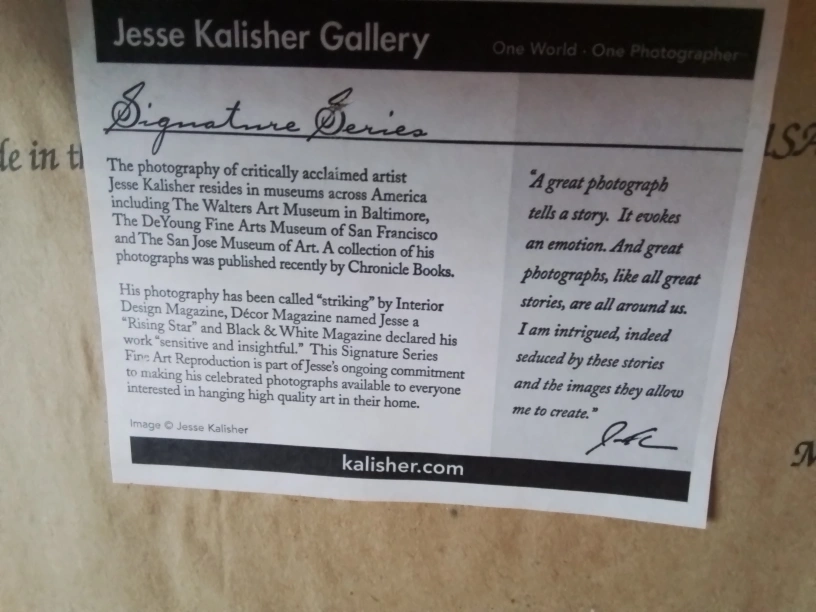 Jesse Kalisher Gallery
One World · One Photographer™
Signature Series
The photography of critically acclaimed artist
Jesse Kalisher resides in museums across America
including The Walters Art Museum in Baltimore,
The DeYoung Fine Arts Museum of San Francisco
and The San Jose Museum of Art. A collection of his
photographs was published recently by Chronicle Books.
His photography has been called "striking" by Interior
Design Magazine, Décor Magazine named Jesse a
"Rising Star" and Black & White Magazine declared his
work "sensitive and insightful." This Signature Series
Fine Art Reproduction is part of Jesse's ongoing commitment
to making his celebrated photographs available to everyone
interested in hanging high quality art in their home.
Image © Jesse Kalisher
"A great photograph
tells a story. It evokes
an emotion. And great
photographs, like all great
stories, are all around us.
I am intrigued, indeed
seduced by these stories
and the images they allow
me to create."
kalisher.com
in
USA